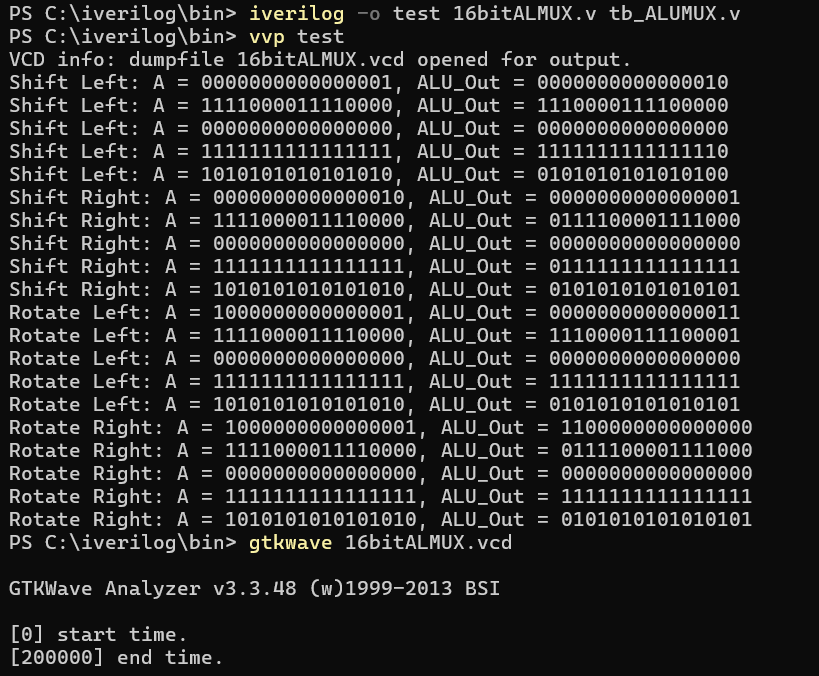 PS C:\iverilog\bin> iverilog -o test 16bitALMUX.v tb_ALUMUX.v
PS C:\iverilog\bin> vvp test
VCD info: dumpfile 16bitALMUX.vcd opened for output.
Shift Left: A = 0000000000000001, ALU_Out = 0000000000000010
Shift Left: A = 1111000011110000, ALU_Out = 1110000111100000
Shift Left: A = 0000000000000000, ALU_Out = 0000000000000000
Shift Left: A = 1111111111111111, ALU_Out = 1111111111111110
Shift Left: A = 1010101010101010, ALU_Out = 0101010101010100
Shift Right: A = 0000000000000010, ALU_Out = 0000000000000001
Shift Right: A = 1111000011110000, ALU_Out = 0111100001111000
Shift Right: A = 0000000000000000, ALU_Out = 0000000000000000
Shift Right: A = 1111111111111111, ALU_Out = 0111111111111111
Shift Right: A = 1010101010101010, ALU_Out = 0101010101010101
Rotate Left: A = 1000000000000001, ALU_Out = 0000000000000011
Rotate Left: A = 1111000011110000, ALU_Out = 1110000111100001
Rotate Left: A = 0000000000000000, ALU_Out = 0000000000000000
Rotate Left: A = 1111111111111111, ALU_Out = 1111111111111111
Rotate Left: A = 1010101010101010, ALU_Out = 0101010101010101
Rotate Right: A = 1000000000000001, ALU_Out = 1100000000000000
Rotate Right: A = 1111000011110000, ALU_Out = 0111100001111000
Rotate Right: A = 0000000000000000, ALU_Out = 0000000000000000
Rotate Right: A = 1111111111111111, ALU_Out = 1111111111111111
Rotate Right: A = 1010101010101010, ALU_Out = 0101010101010101
PS C:\iverilog\bin> gtkwave 16bitALMUX.vcd
GTKWave Analyzer v3.3.48 (w)1999-2013 BSI
[0] start time.
[200000] end time.